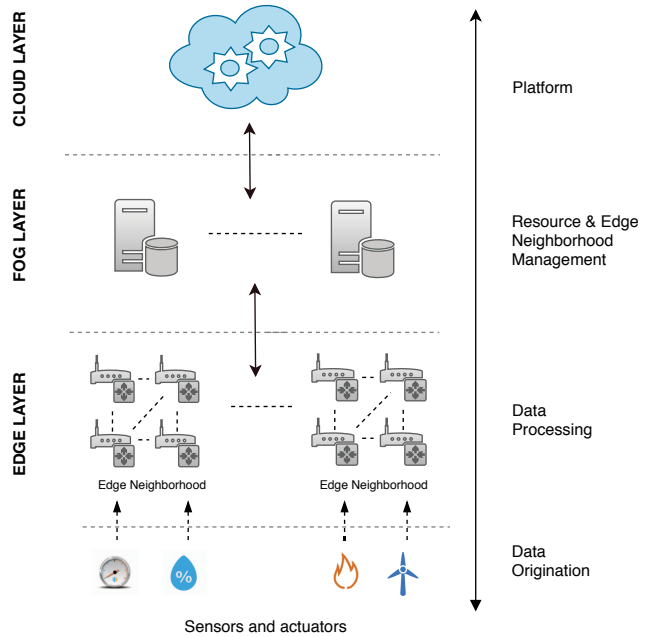 CLOUD LAYER
Platform
FOG LAYER
Resource & Edge
Neighborhood
Management
EDGE LAYER
Data
Processing
Edge Neighborhood
Edge Neighborhood
%
Data
Origination
Sensors and actuators